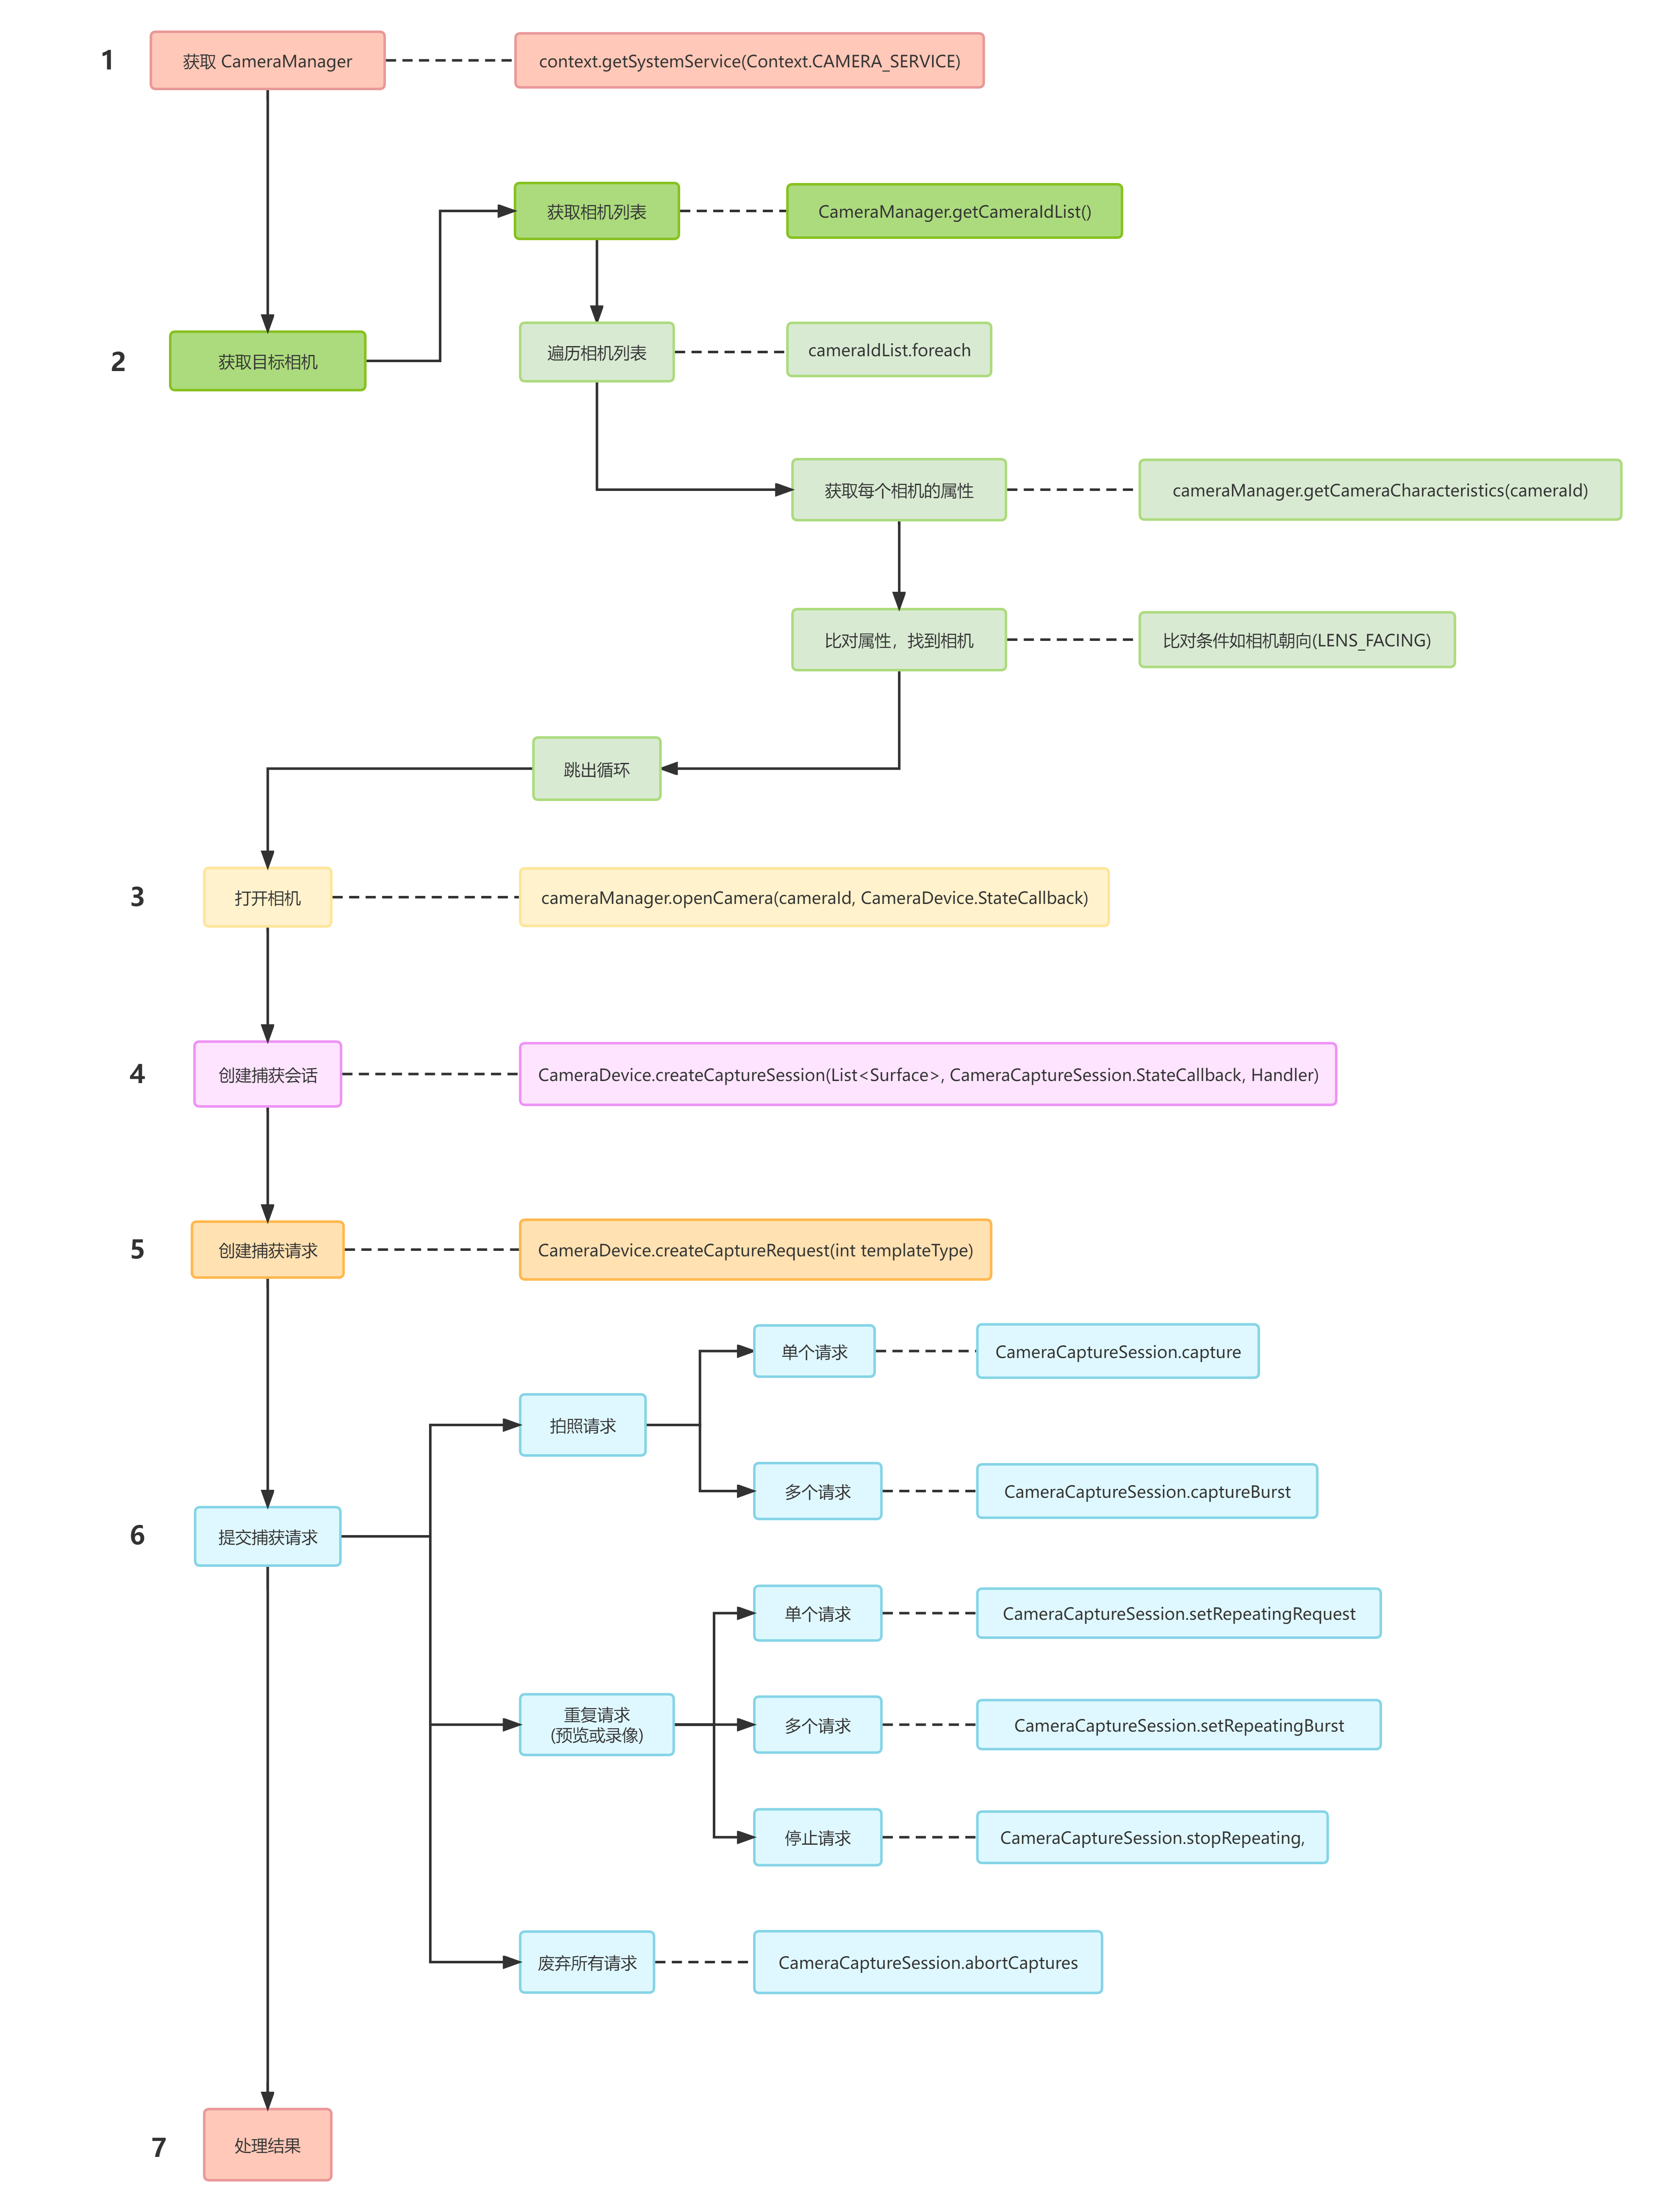 1
获取 CameraManager
context.getSystemService(Context.CAMERA_SERVICE)
获取相机列表
CameraManager.getCameraIdList()
2
获取目标相机
遍历相机列表
cameraIdList.foreach
获取每个相机的属性
cameraManager.getCameraCharacteristics(cameraId)
比对属性，找到相机
比对条件如相机朝向(LENS_FACING)
跳出循环
3
打开相机
cameraManager.openCamera(cameraId, CameraDevice.StateCallback)
4
创建捕获会话
CameraDevice.createCaptureSession(List<Surface>, CameraCaptureSession.StateCallback, Handler)
5
创建捕获请求
CameraDevice.createCaptureRequest(int templateType)
单个请求
CameraCaptureSession.capture
拍照请求
多个请求
CameraCaptureSession.captureBurst
6
提交捕获请求
单个请求
CameraCaptureSession.setRepeatingRequest
重复请求
(预览或录像)
多个请求
CameraCaptureSession.setRepeatingBurst
停止请求
CameraCaptureSession.stopRepeating,
废弃所有请求
CameraCaptureSession.abortCaptures
7
处理结果